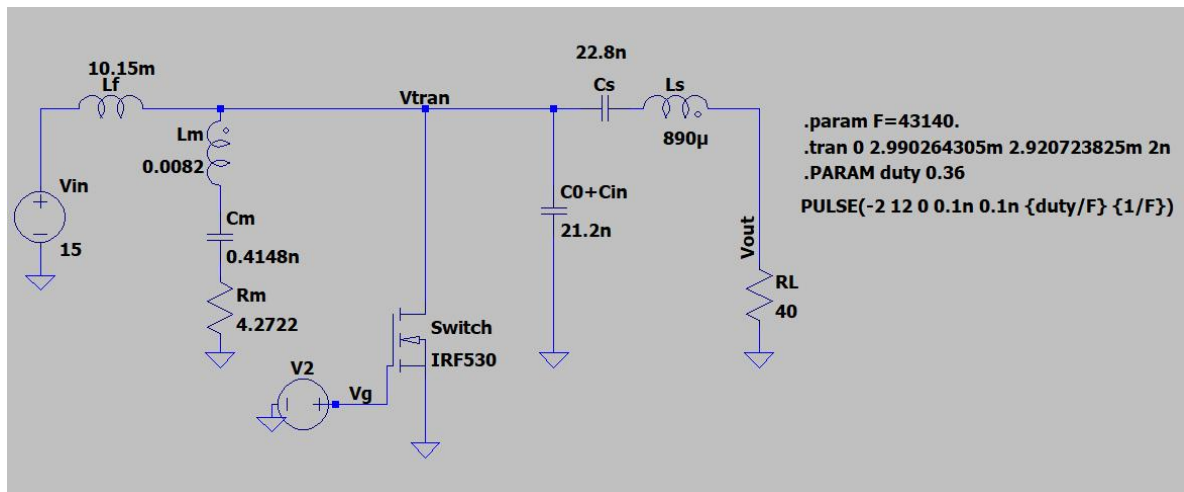 22.8n
10.15m
Lf
Cs
Ls
Vtran
Lm
890µ
.param F=43140.
0.0082
.tran 0 2.990264305m 2.920723825m 2n
Vin
.PARAM duty 0.36
C0+Cin
Cm
PULSE(-2 12 0 0.1n 0.1n {duty/F} {1/F})
21.2n
15
0.4148n
Vout
RL
Rm
40
4.2722
Switch
IRF530
V2
Vg